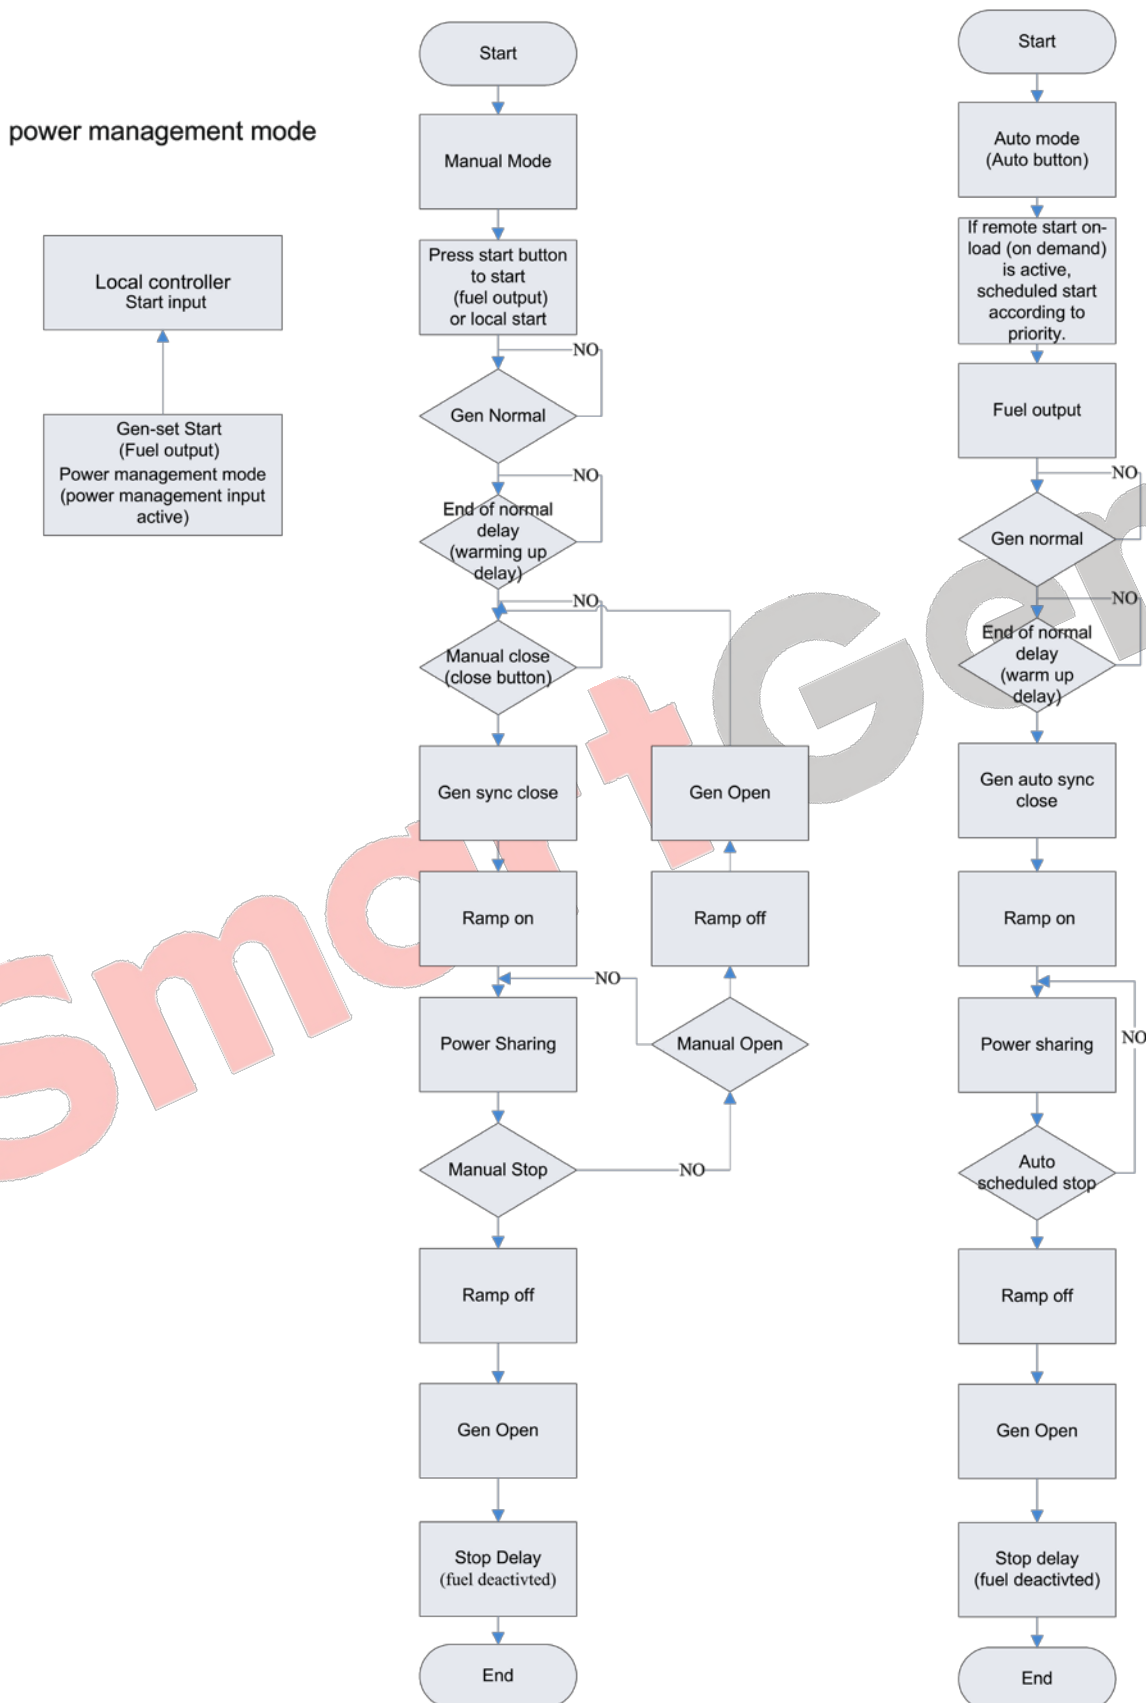 power management mode
Local controller
Start input
Gen-set Start
(Fuel output)
Power management mode
(power management input
active)
Start
Manual Mode
Press start button
to start
(fuel output)
or local start
NO
Gen Normal
NO
End of normal
delay
(warming up
delay)
NO
Manual close
(close button)
Gen sync close
Gen Open
Ramp on
Ramp off
NO
Power Sharing
Manual Open
Manual Stop
NO
Ramp off
Gen Open
Stop Delay
(fuel deactivted)
End
Start
Auto mode
(Auto button)
If remote start on-
load (on demand)
is active,
scheduled start
according to
priority.
Fuel output
NO
Gen normal
NO
End of normal
delay
(warm up
delay)
Gen auto sync
close
Ramp on
Power sharing
NO
Auto
scheduled stop
Ramp off
Gen Open
Stop delay
(fuel deactivted)
End
SmartGen